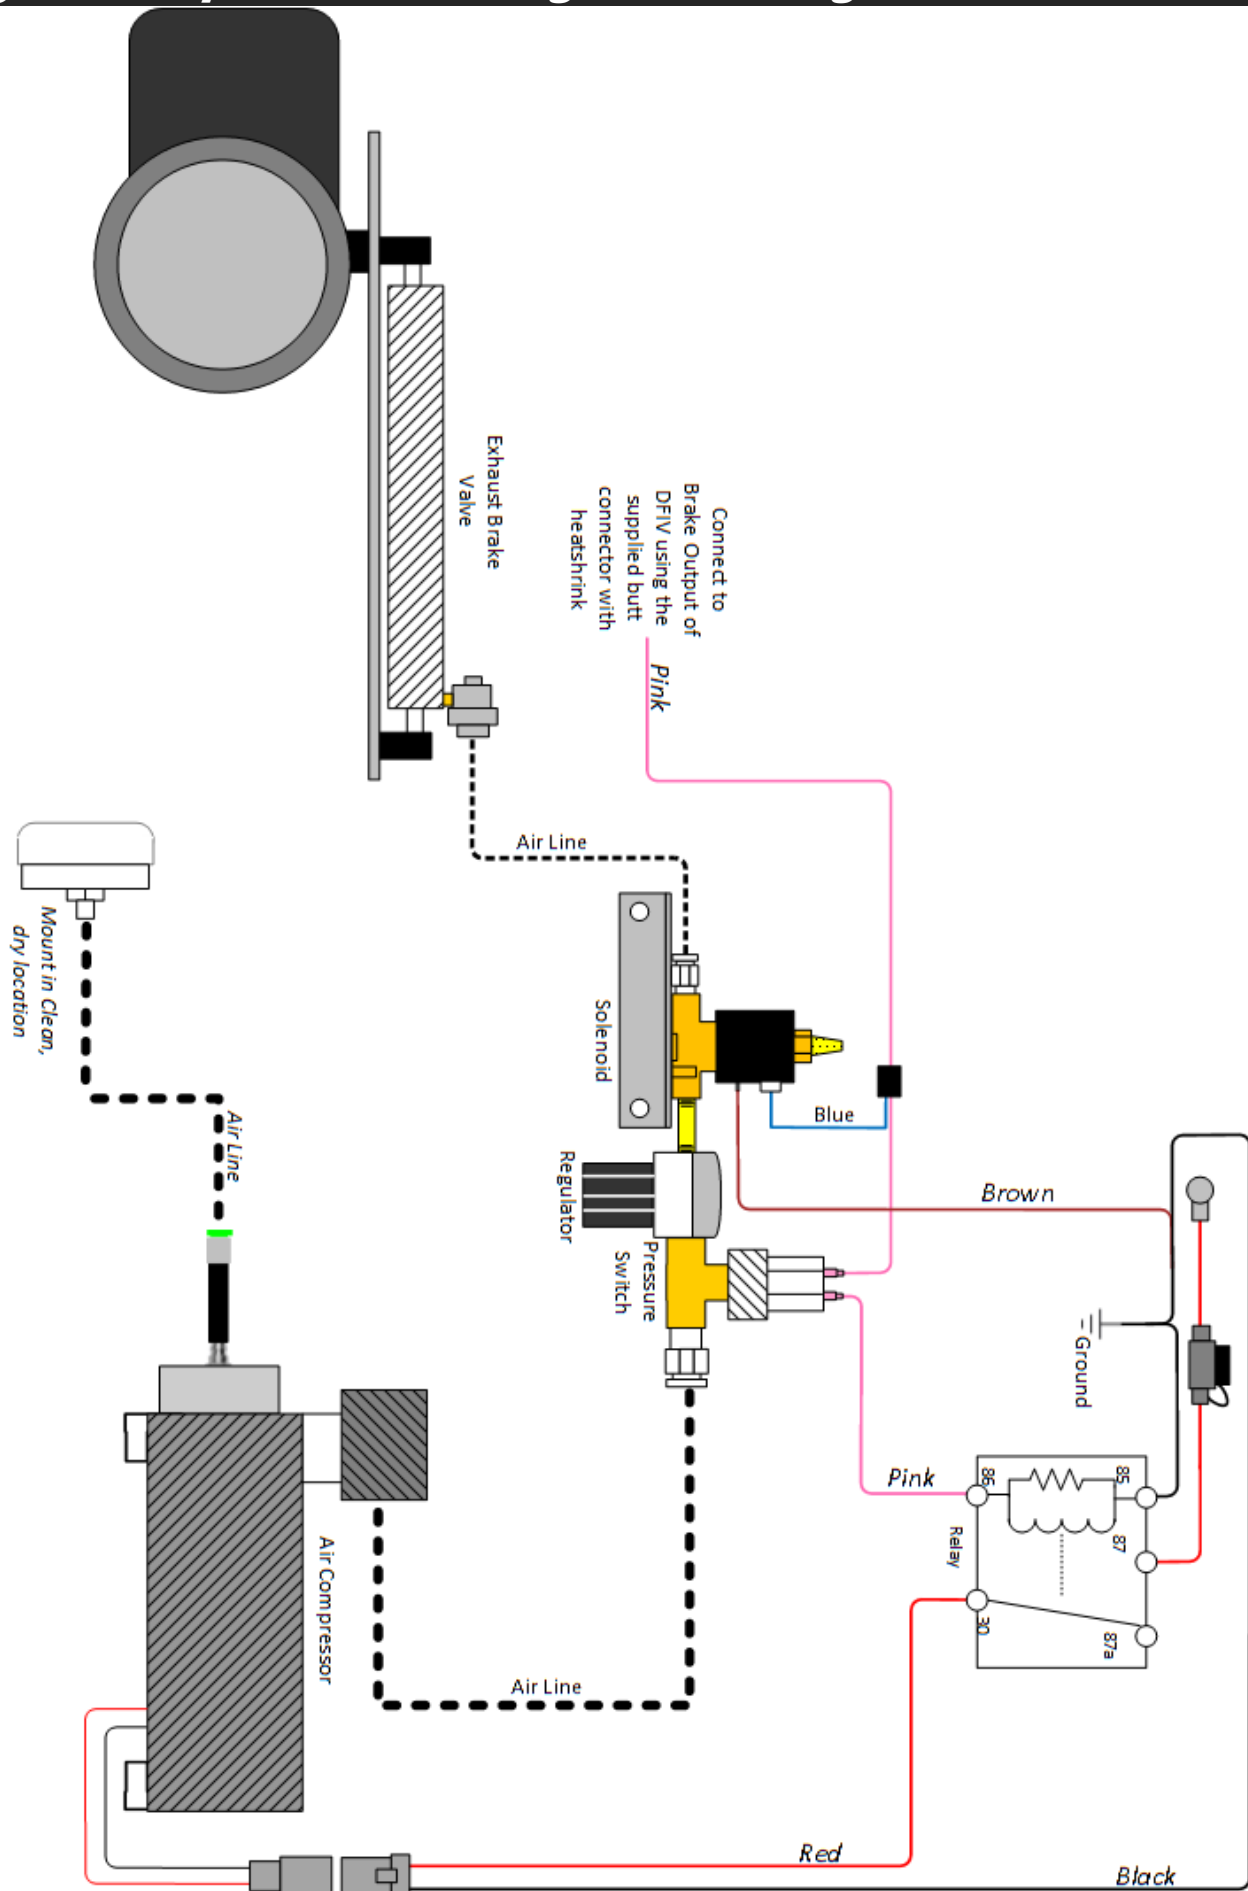 Exhaust Brake
Valve
Connect to
Brake Output of
DFIV using the
supplied butt
connector with
heatshrink
Pink
Air Line
Mount in Clean,
dry location
Solenoid
Blue
Air Line
Regulator
Brown
Pressure
Switch
Ground
Pink
86
85
87
Relay
30
87a
Air Compressor
Air Line
Red
Black